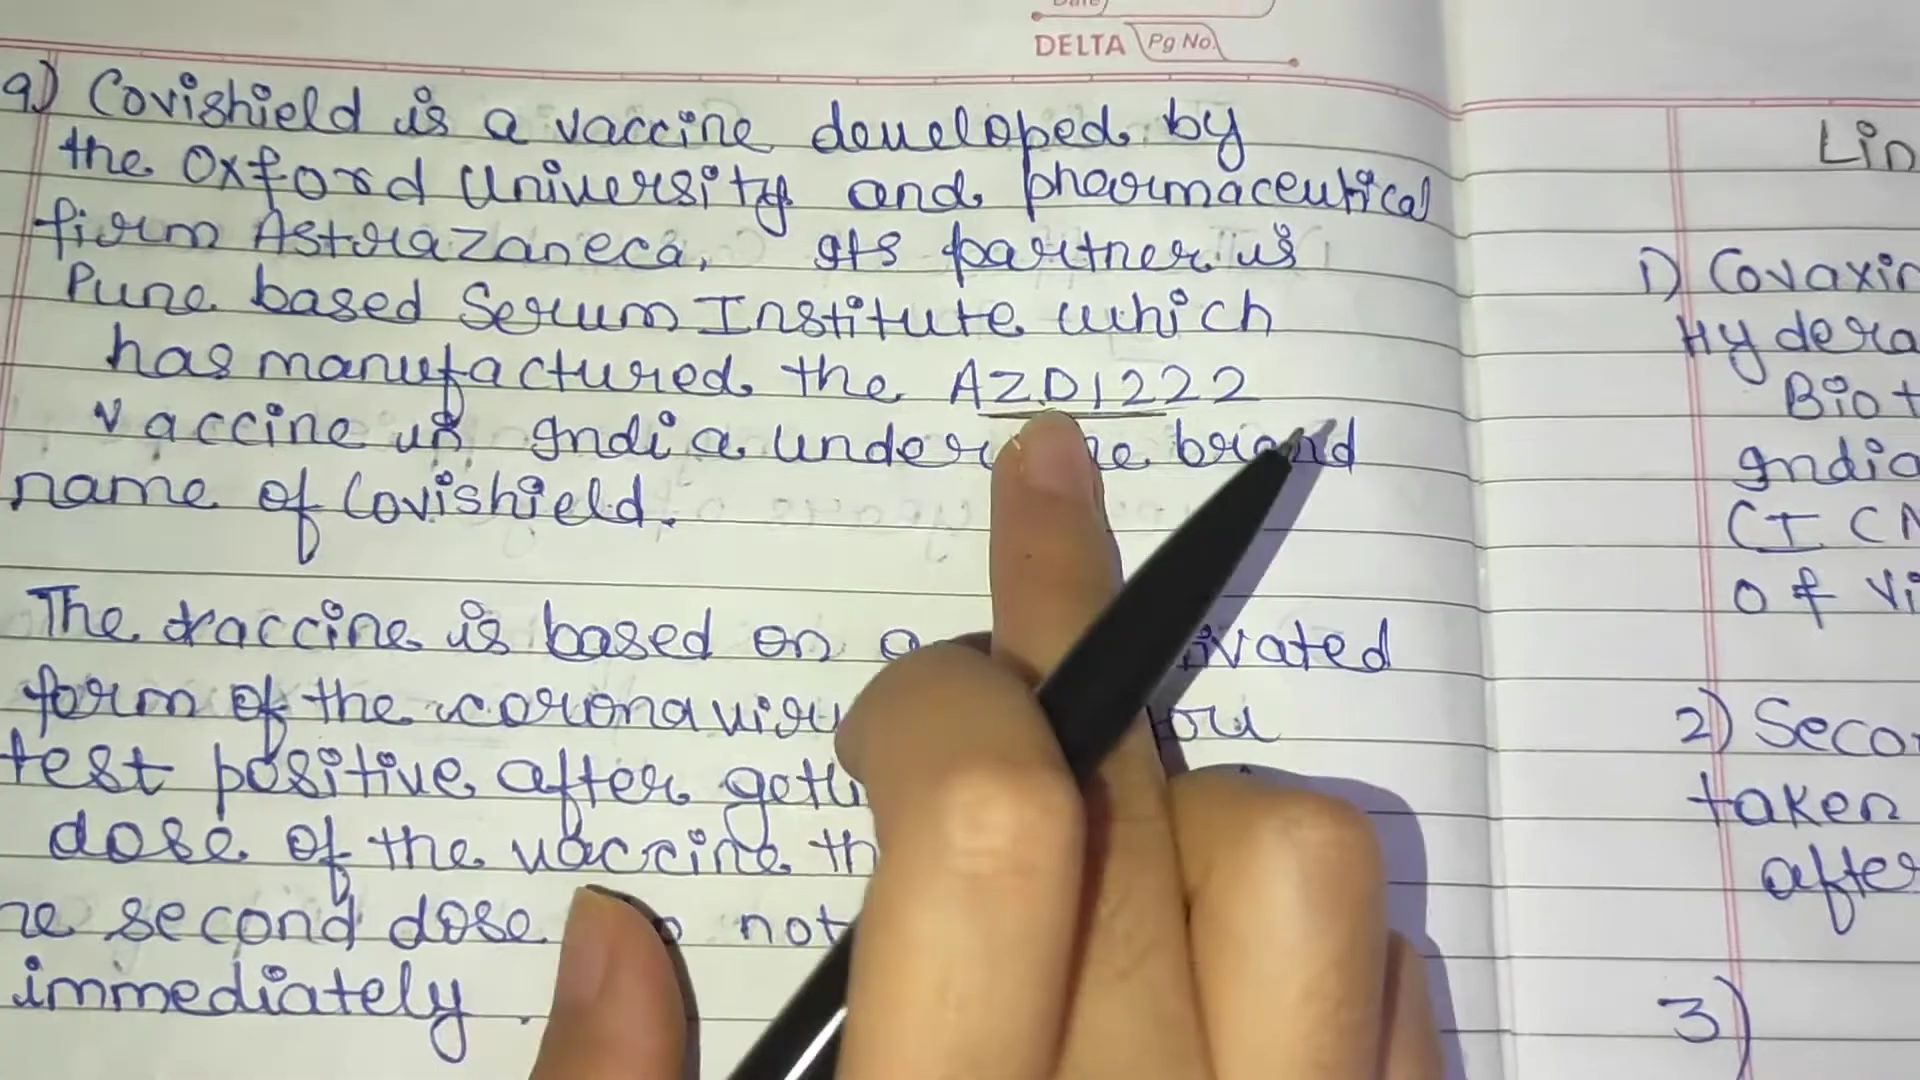 Date
DELTA Pg No.
9) Covishield is a vaccine developed by
the Oxford University and pharmaceutical
firm AstraZaneca. Its partner is
Pune based Serum Institute which
has manufactured the AZD1222
vaccine in India under brand
name of Covishield.
The vaccine is based on
form of the
test positive after
dose of the vaccine
second dose not
immediately.
Lin
1) Covaxin
Hydera
Biot
India
(ICM
of Vi
2) Seco
taken
after
3)